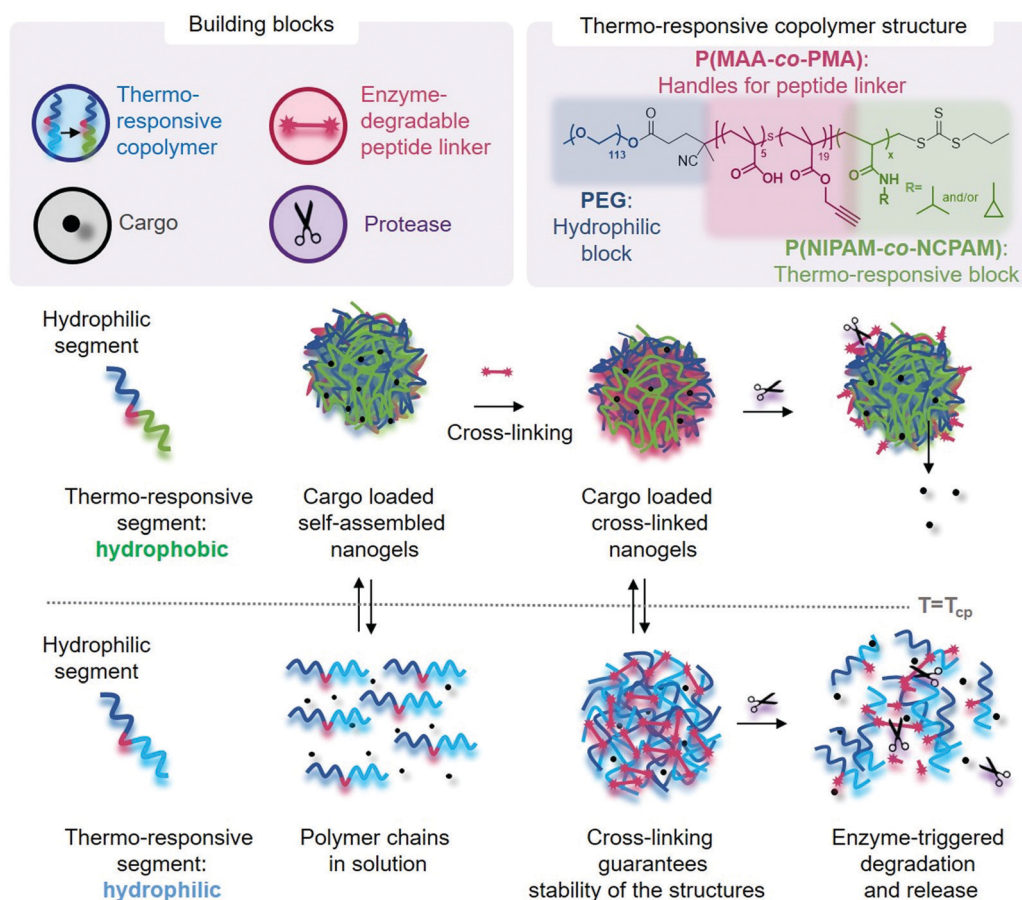 Building blocks
Thermo-
responsive
copolymer
Enzyme-
degradable
peptide linker
Cargo
Protease
Thermo-responsive copolymer structure
P(MAA-co-PMA):
Handles for peptide linker
O
113
O
O
NC
5
S
19
x
O
OH
O
O
O
NH
R
S
S
S
R=
and/or
PEG:
Hydrophilic
block
P(NIPAM-co-NCPAM):
Thermo-responsive block
Hydrophilic
segment
Cross-linking
Thermo-responsive
segment:
hydrophobic
Cargo loaded
self-assembled
nanogels
Cargo loaded
cross-linked
nanogels
T=Tcp
Hydrophilic
segment
Thermo-responsive
segment:
hydrophilic
Polymer chains
in solution
Cross-linking
guarantees
stability of the structures
Enzyme-triggered
degradation
and release